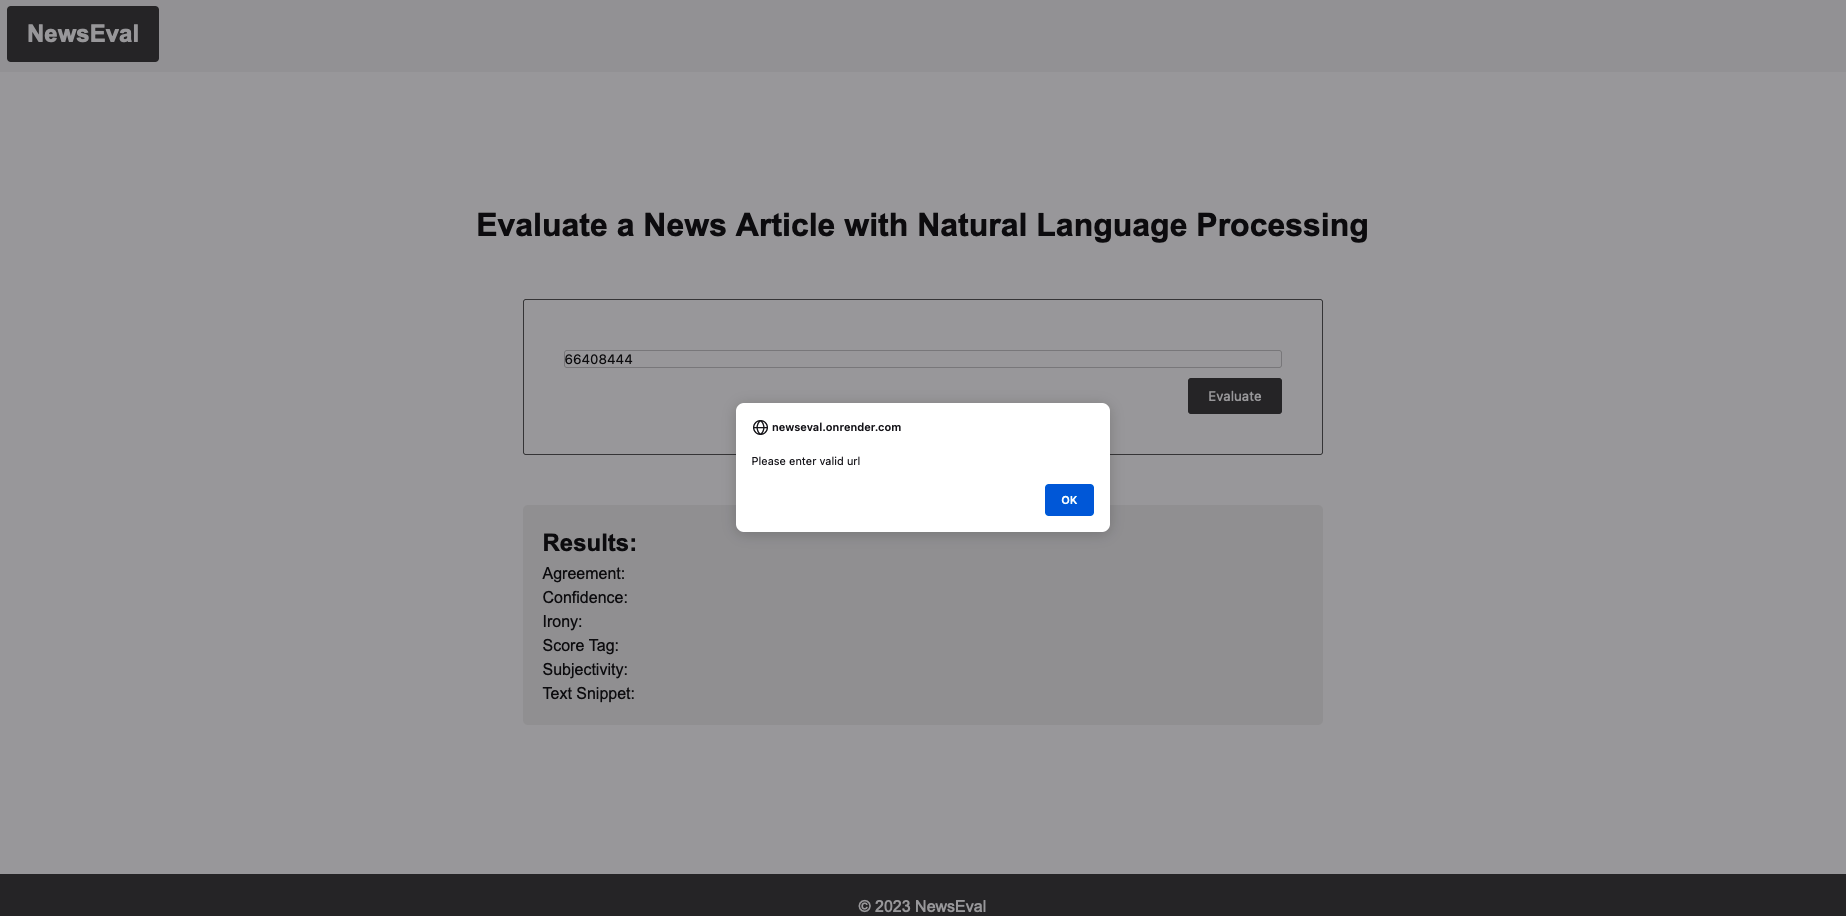 NewsEval
Evaluate a News Article with Natural Language Processing
66408444
Evaluate
newseval.onrender.com
Please enter valid url
OK
Results:
Agreement:
Confidence:
Irony:
Score Tag:
Subjectivity:
Text Snippet:
© 2023 NewsEval